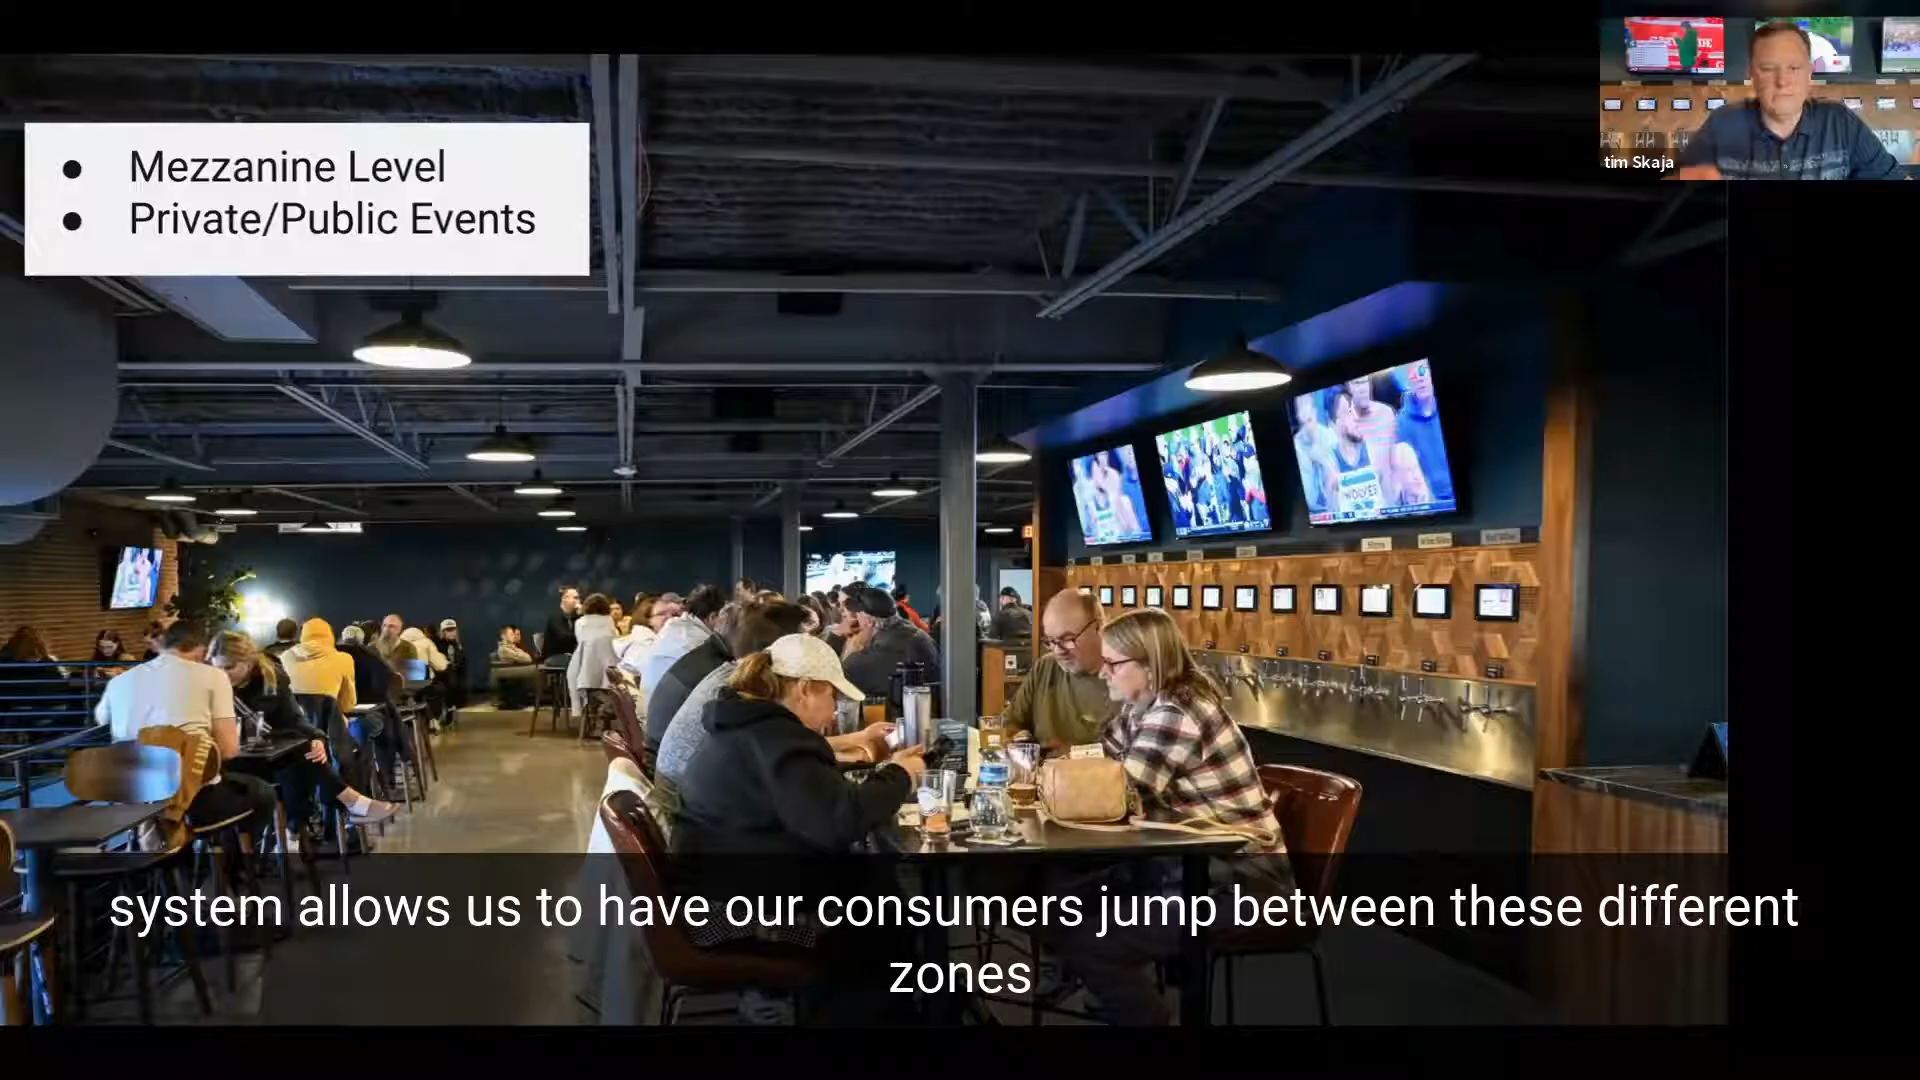 Mezzanine Level
Private/Public Events
tim Skaja
WOLVES
system allows us to have our consumers jump between these different
zones